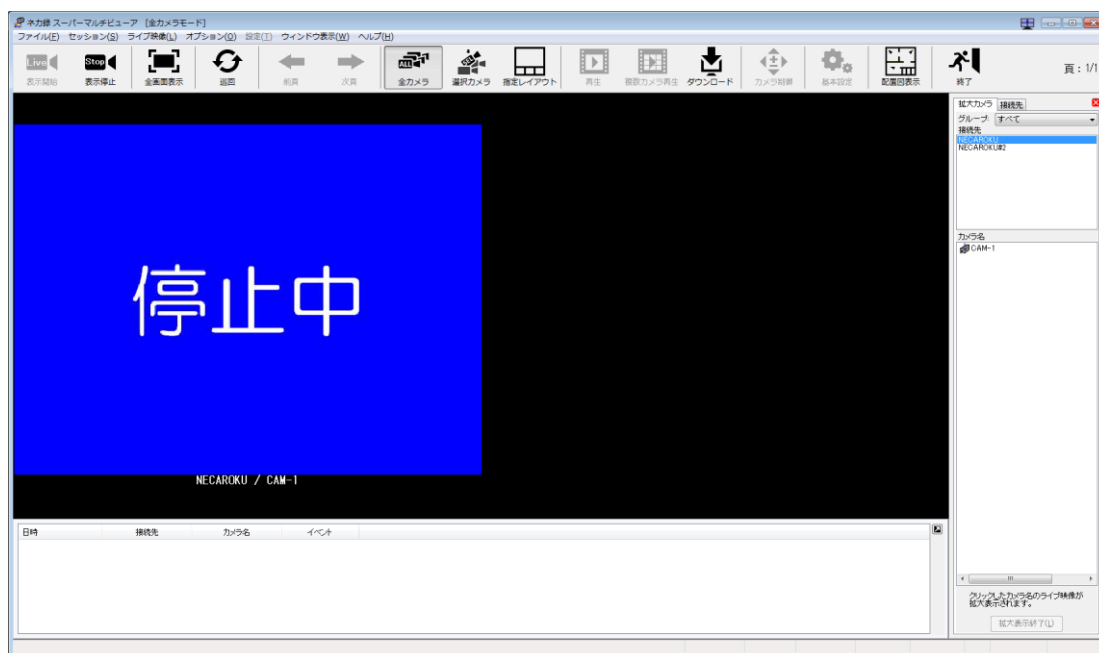 ネカ録 スーパーマルチビューア [全カメラモード]
ファイル(F) セッション(S) ライブ映像(L) オプション(O) 設定(T) ウィンドウ表示(W) ヘルプ(H)
Live Stop ALL
表示開始 表示停止 全画面表示 巡回 前頁 次頁 全カメラ 選択カメラ 指定レイアウト 再生 複数カメラ再生 ダウンロード カメラ制御 基本設定 配置図表示 終了 頁：1/1
拡大カメラ 接続先
グループ: すべて
接続先
NECAROKU
NECAROKU#2
カメラ名
CAM-1
停止中
NECAROKU / CAM-1
日時 接続先 カメラ名 イベント
クリックしたカメラ名のライブ映像が
拡大表示されます。
拡大表示終了(L)